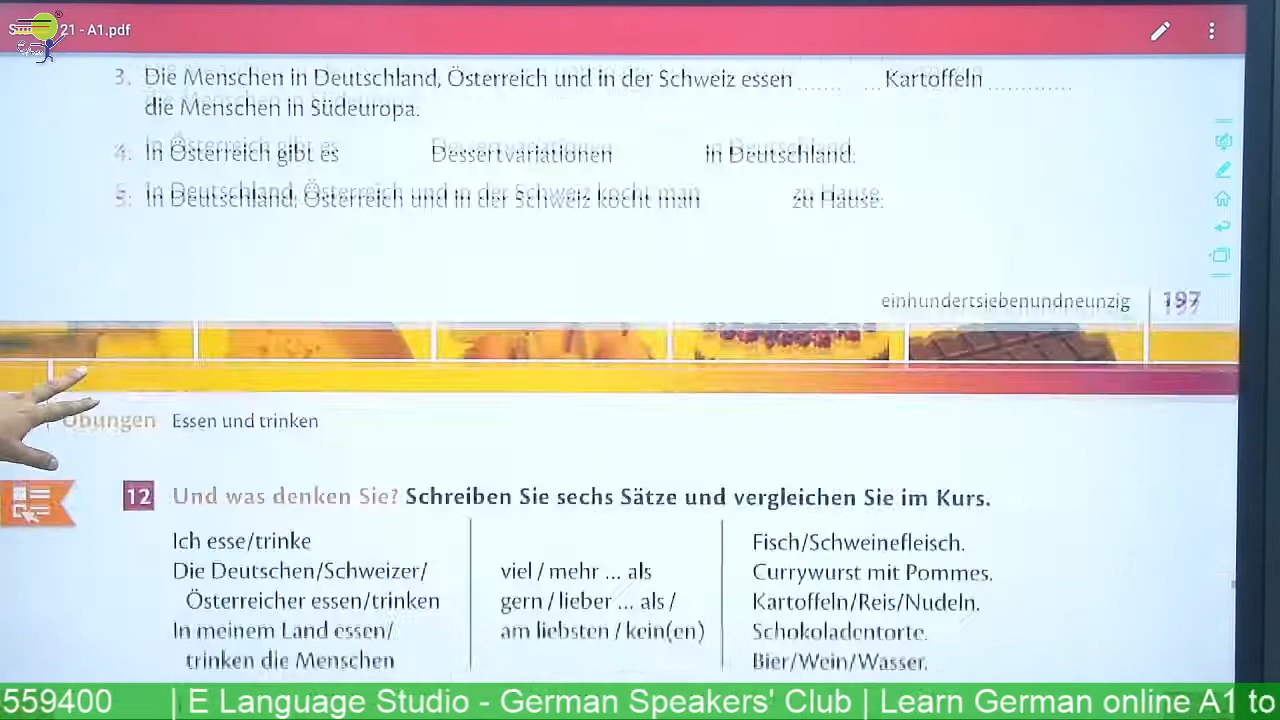 21 - A1.pdf
3. Die Menschen in Deutschland, Österreich und in der Schweiz essen ...... ... Kartoffeln .............
die Menschen in Südeuropa.
4. In Österreich gibt es Dessertvariationen in Deutschland.
5. In Deutschland, Österreich und in der Schweiz kocht man zu Hause.
einhundertsiebenundneunzig 197
Übungen Essen und trinken
12 Und was denken Sie? Schreiben Sie sechs Sätze und vergleichen Sie im Kurs.
Ich esse/trinke
Die Deutschen/Schweizer/
Österreicher essen/trinken
In meinem Land essen/
trinken die Menschen
viel / mehr ... als
gern / lieber ... als /
am liebsten / kein(en)
Fisch/Schweinefleisch.
Currywurst mit Pommes.
Kartoffeln/Reis/Nudeln.
Schokoladentorte.
Bier/Wein/Wasser.
559400 | E Language Studio - German Speakers' Club | Learn German online A1 to